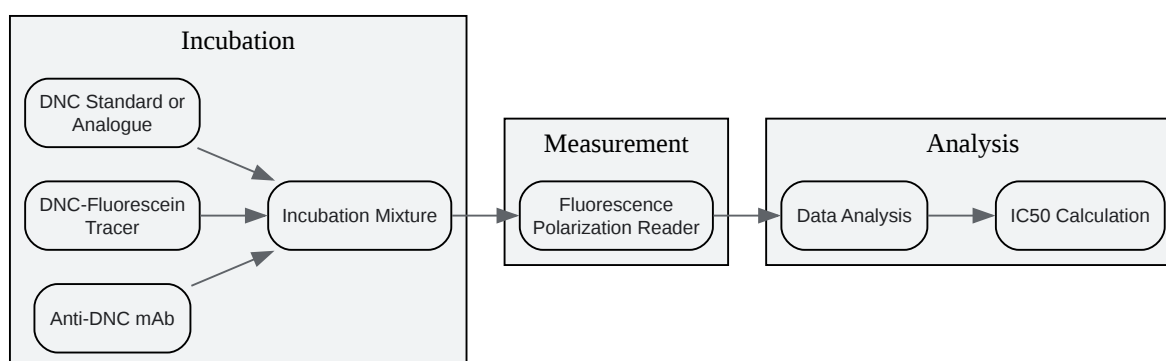 Incubation
DNC Standard or
Analogue
DNC-Fluorescein
Tracer
Anti-DNC mAb
Incubation Mixture
Measurement
Fluorescence
Polarization Reader
Analysis
Data Analysis
IC50 Calculation